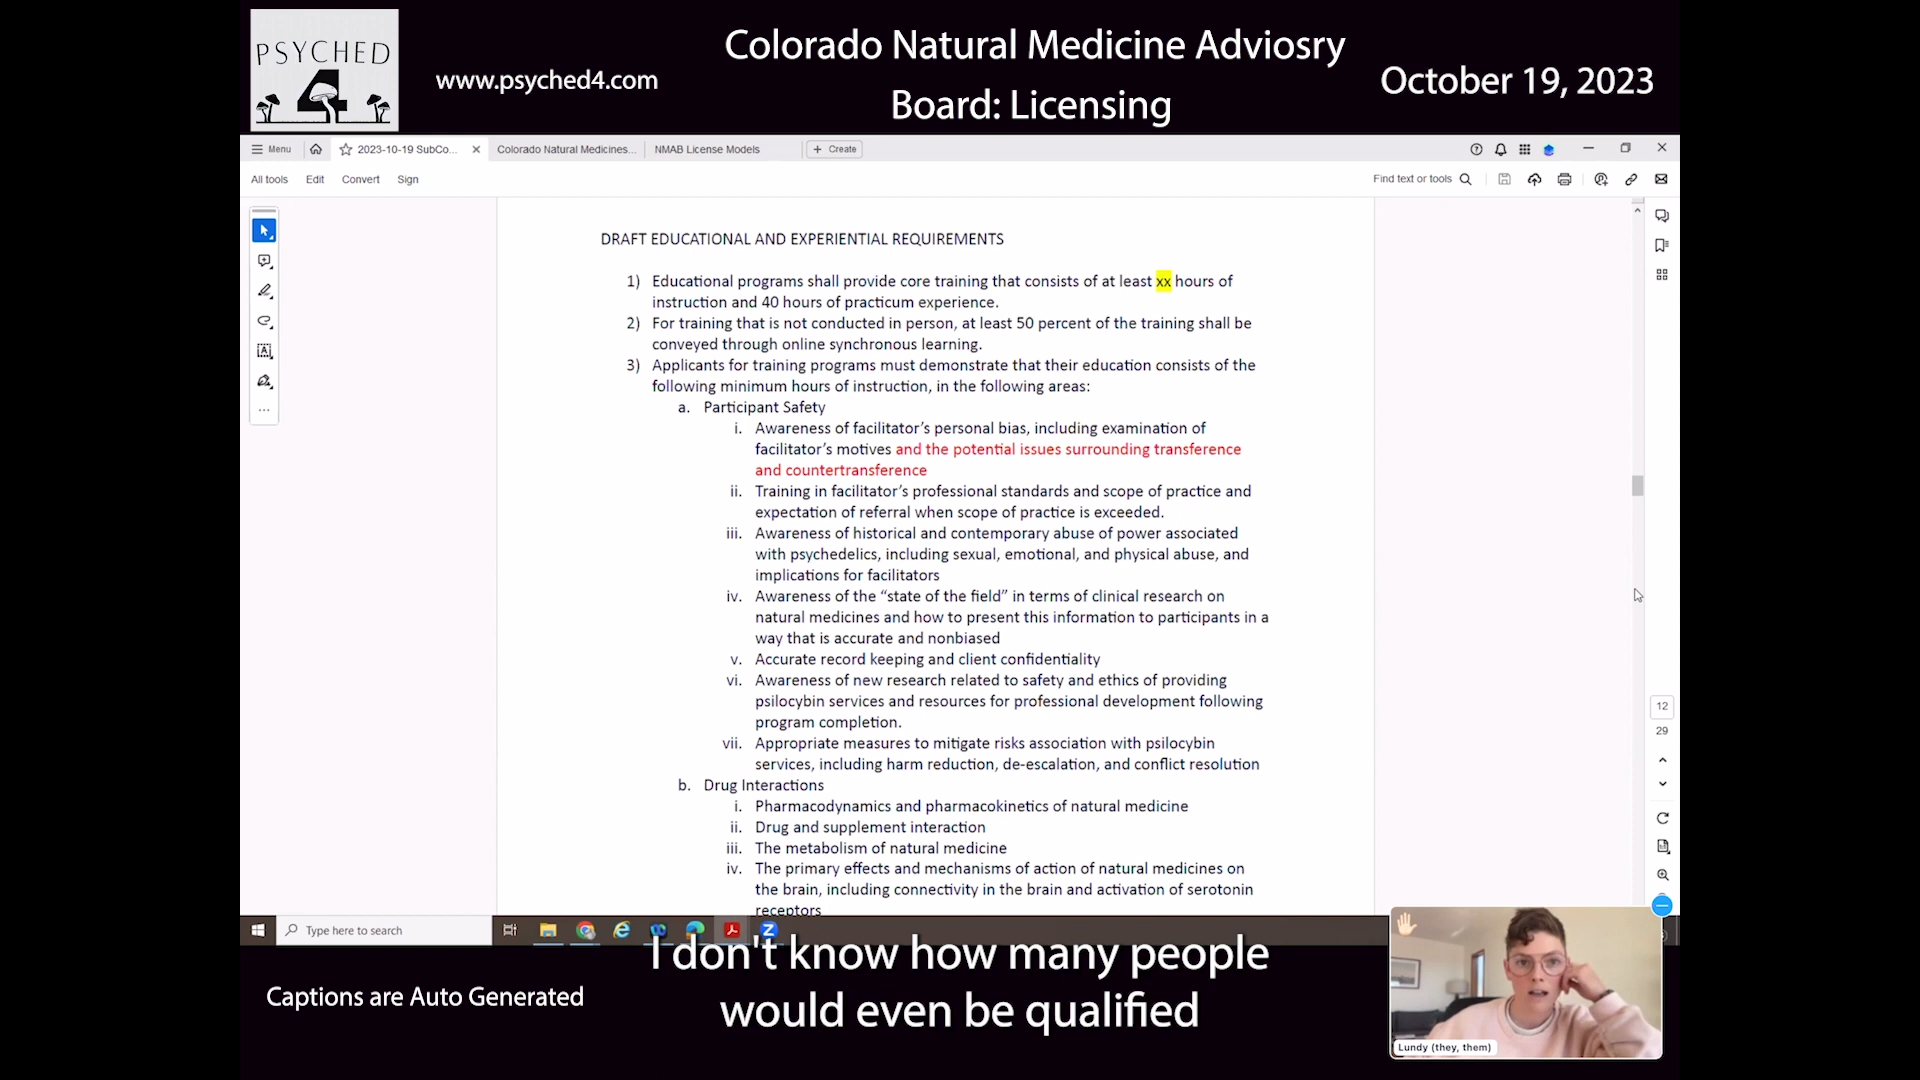 PSYCHED
4
www.psyched4.com
Colorado Natural Medicine Adviosry
Board: Licensing
October 19, 2023
Menu
2023-10-19 SubCo...
Colorado Natural Medicines...
NMAB License Models
+ Create
All tools
Edit
Convert
Sign
Find text or tools
DRAFT EDUCATIONAL AND EXPERIENTIAL REQUIREMENTS
1) Educational programs shall provide core training that consists of at least xx hours of
instruction and 40 hours of practicum experience.
2) For training that is not conducted in person, at least 50 percent of the training shall be
conveyed through online synchronous learning.
3) Applicants for training programs must demonstrate that their education consists of the
following minimum hours of instruction, in the following areas:
a. Participant Safety
i. Awareness of facilitator's personal bias, including examination of
facilitator's motives and the potential issues surrounding transference
and countertransference
ii. Training in facilitator's professional standards and scope of practice and
expectation of referral when scope of practice is exceeded.
iii. Awareness of historical and contemporary abuse of power associated
with psychedelics, including sexual, emotional, and physical abuse, and
implications for facilitators
iv. Awareness of the “state of the field” in terms of clinical research on
natural medicines and how to present this information to participants in a
way that is accurate and nonbiased
v. Accurate record keeping and client confidentiality
vi. Awareness of new research related to safety and ethics of providing
psilocybin services and resources for professional development following
program completion.
vii. Appropriate measures to mitigate risks association with psilocybin
services, including harm reduction, de-escalation, and conflict resolution
b. Drug Interactions
i. Pharmacodynamics and pharmacokinetics of natural medicine
ii. Drug and supplement interaction
iii. The metabolism of natural medicine
iv. The primary effects and mechanisms of action of natural medicines on
the brain, including connectivity in the brain and activation of serotonin
receptors
12
29
Type here to search
I don't know how many people
would even be qualified
Captions are Auto Generated
Lundy (they, them)